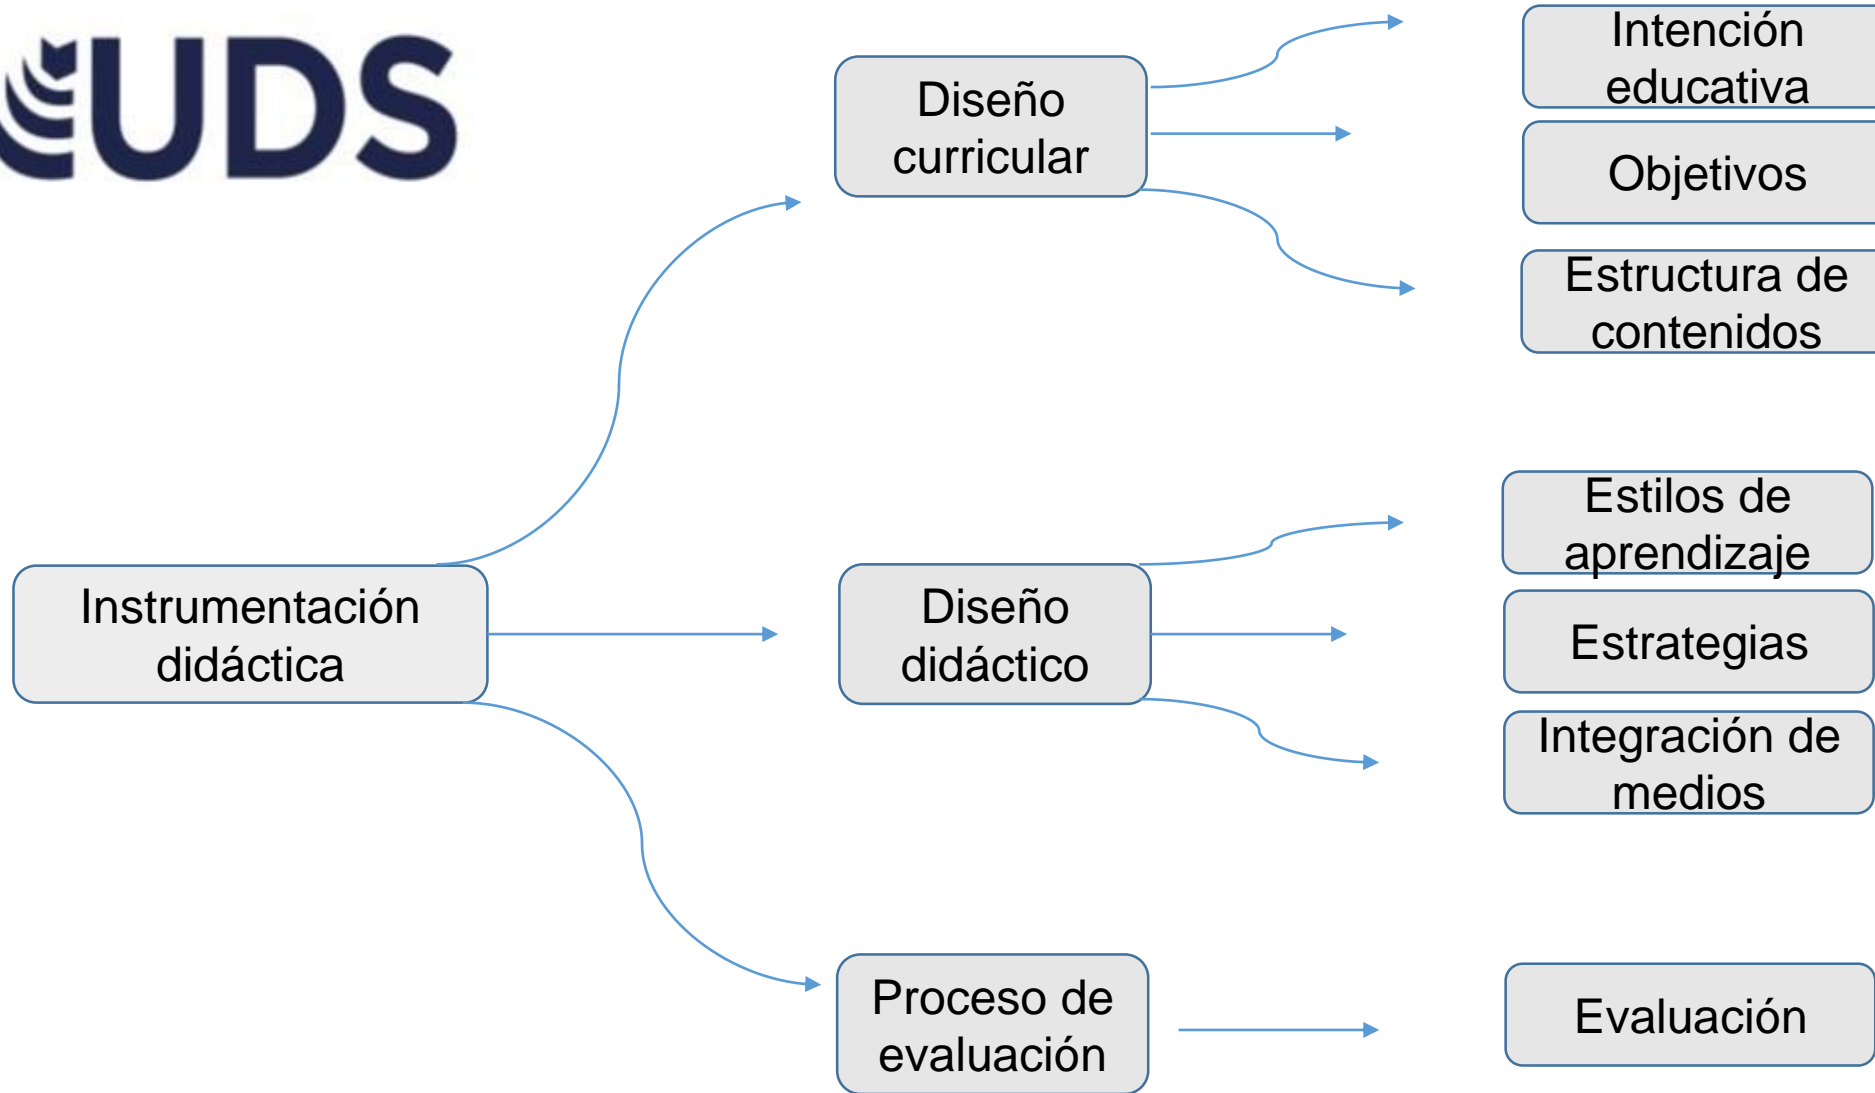 UDS
Diseño
curricular
Intención
educativa
Objetivos
Estructura de
contenidos
Instrumentación
didáctica
Diseño
didáctico
Estilos de
aprendizaje
Estrategias
Integración de
medios
Proceso de
evaluación
Evaluación